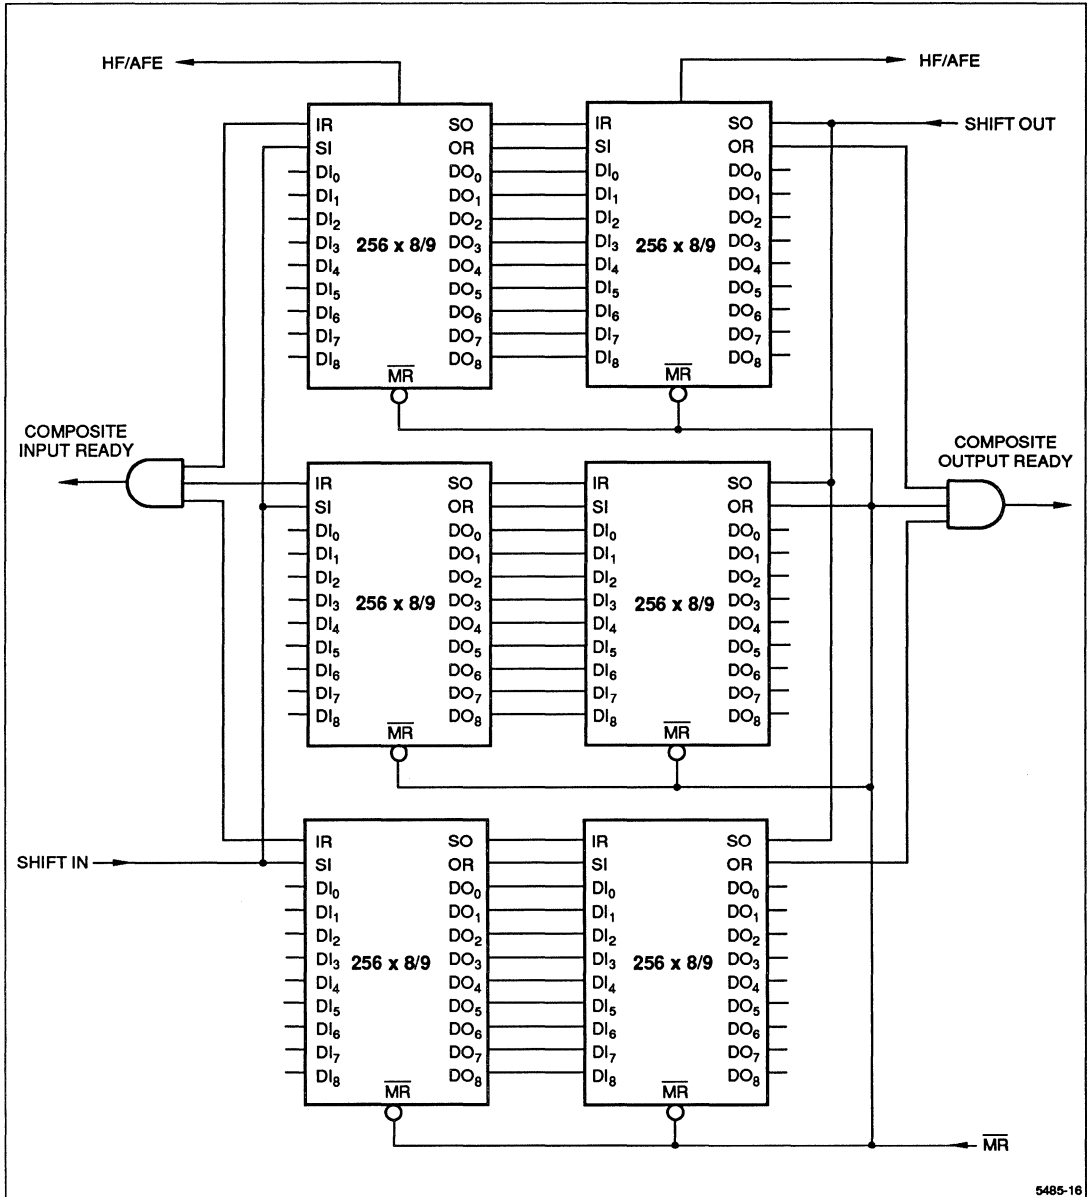 HF/AFE HF/AFE
IR SO IR SO SHIFT OUT
SI OR SI OR
DI₀ DO₀ DI₀ DO₀
DI₁ DO₁ DI₁ DO₁
DI₂ DO₂ DI₂ DO₂
DI₃ 256 x 8/9 DO₃ DI₃ 256 x 8/9 DO₃
DI₄ DO₄ DI₄ DO₄
DI₅ DO₅ DI₅ DO₅
DI₆ DO₆ DI₆ DO₆
DI₇ DO₇ DI₇ DO₇
DI₈ DO₈ DI₈ DO₈
M̅R̅ M̅R̅
COMPOSITE
INPUT READY
COMPOSITE
OUTPUT READY
IR SO IR SO
SI OR SI OR
DI₀ DO₀ DI₀ DO₀
DI₁ DO₁ DI₁ DO₁
DI₂ DO₂ DI₂ DO₂
DI₃ 256 x 8/9 DO₃ DI₃ 256 x 8/9 DO₃
DI₄ DO₄ DI₄ DO₄
DI₅ DO₅ DI₅ DO₅
DI₆ DO₆ DI₆ DO₆
DI₇ DO₇ DI₇ DO₇
DI₈ DO₈ DI₈ DO₈
M̅R̅ M̅R̅
IR SO IR SO
SHIFT IN SI OR SI OR
DI₀ DO₀ DI₀ DO₀
DI₁ DO₁ DI₁ DO₁
DI₂ DO₂ DI₂ DO₂
DI₃ 256 x 8/9 DO₃ DI₃ 256 x 8/9 DO₃
DI₄ DO₄ DI₄ DO₄
DI₅ DO₅ DI₅ DO₅
DI₆ DO₆ DI₆ DO₆
DI₇ DO₇ DI₇ DO₇
DI₈ DO₈ DI₈ DO₈
M̅R̅ M̅R̅
M̅R̅
5485-16